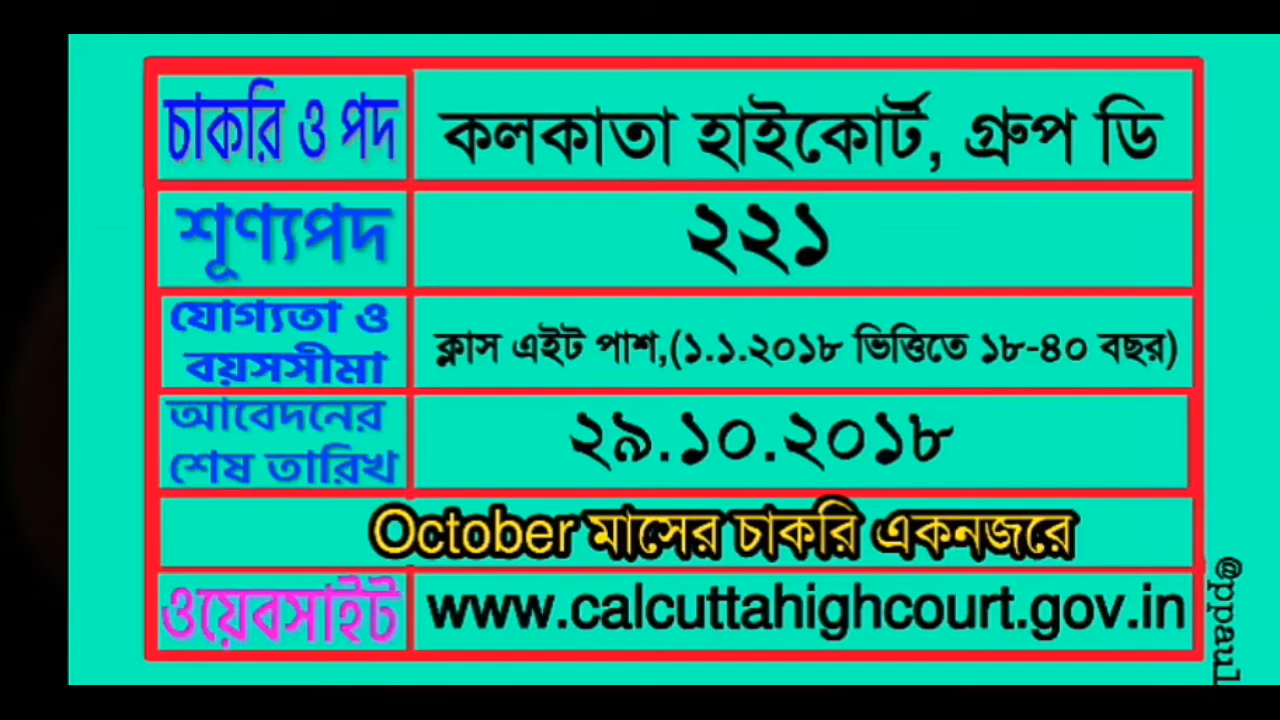 চাকরি ও পদ
কলকাতা হাইকোর্ট, গ্রুপ ডি
শূণ্যপদ
২২১
যোগ্যতা ও
বয়সসীমা
ক্লাস এইট পাশ,(১.১.২০১৮ ভিত্তিতে ১৮-৪০ বছর)
আবেদনের
শেষ তারিখ
২৯.১০.২০১৮
October মাসের চাকরি একনজরে
ওয়েবসাইট
www.calcuttahighcourt.gov.in
@ppaul